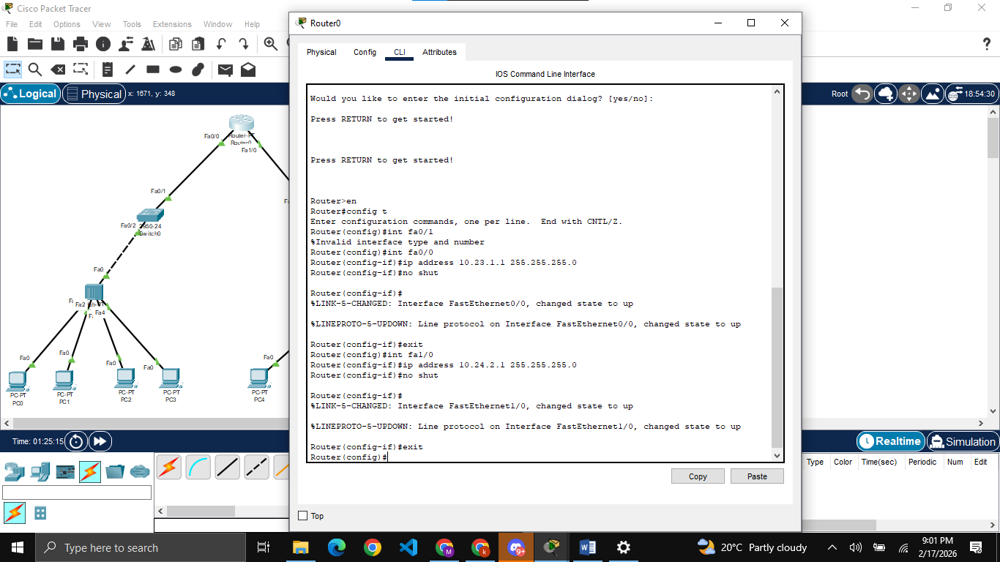 Cisco Packet Tracer
File Edit Options View Tools Extensions Window Help
Logical
Physical
x: 1671, y: 348
Root
18:54:30
Fa0/0
Router-PT
Router0
Fa1/0
Fa0/1
Fa0/2
2950-24
Switch0
Fa0
Fa2
Fa4
Fa0
Fa0
Fa0
Fa0
Fa0
PC-PT
PC0
PC-PT
PC1
PC-PT
PC2
PC-PT
PC3
PC-PT
PC4
Router0
Physical Config CLI Attributes
IOS Command Line Interface
Would you like to enter the initial configuration dialog? [yes/no]:
Press RETURN to get started!
Press RETURN to get started!
Router>en
Router#config t
Enter configuration commands, one per line.  End with CNTL/Z.
Router(config)#int fa0/1
%Invalid interface type and number
Router(config)#int fa0/0
Router(config-if)#ip address 10.23.1.1 255.255.255.0
Router(config-if)#no shut
Router(config-if)#
%LINK-5-CHANGED: Interface FastEthernet0/0, changed state to up
%LINEPROTO-5-UPDOWN: Line protocol on Interface FastEthernet0/0, changed state to up
Router(config-if)#exit
Router(config)#int fa1/0
Router(config-if)#ip address 10.24.2.1 255.255.255.0
Router(config-if)#no shut
Router(config-if)#
%LINK-5-CHANGED: Interface FastEthernet1/0, changed state to up
%LINEPROTO-5-UPDOWN: Line protocol on Interface FastEthernet1/0, changed state to up
Router(config-if)#exit
Router(config)#
Copy Paste
Top
Time: 01:25:15
Realtime
Simulation
Type Color Time(sec) Periodic Num Edit
Type here to search
20°C Partly cloudy
9:01 PM
2/17/2026